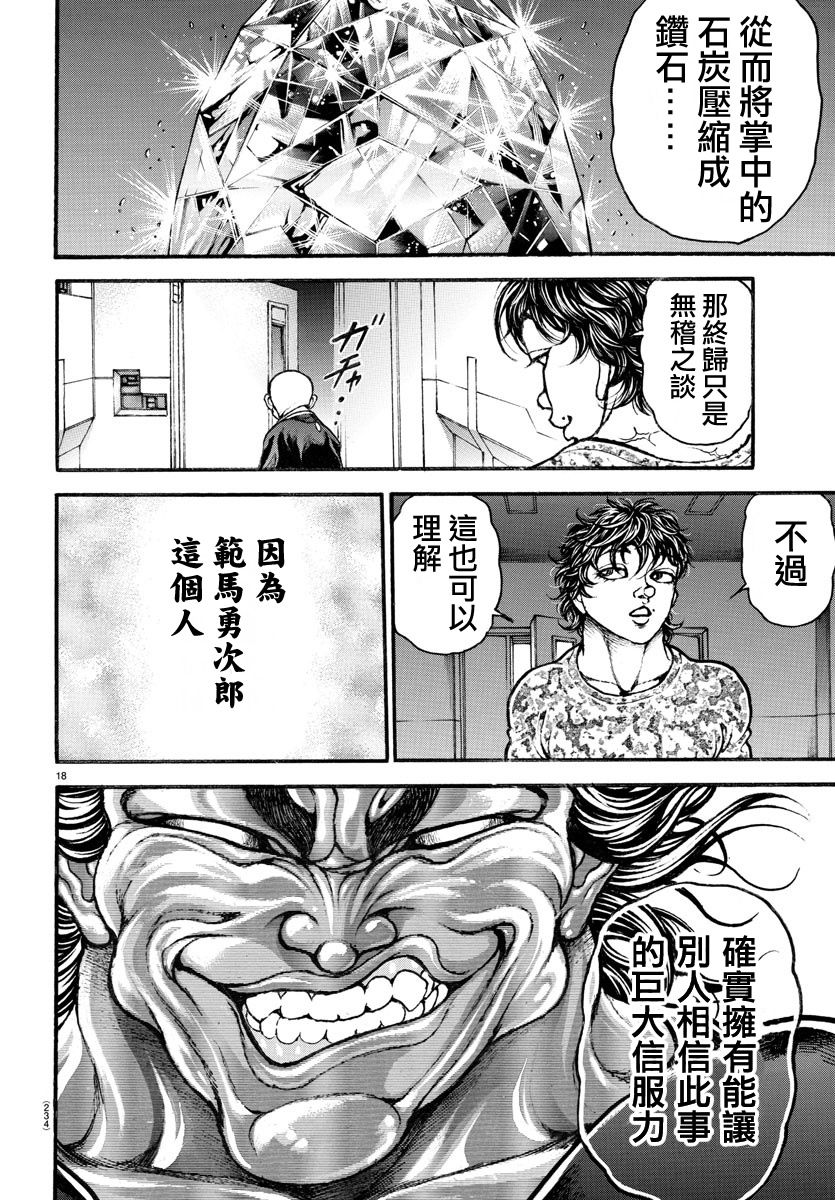 從而將掌中的
石炭壓縮成
鑽石……
那終歸只是
無稽之談
ガチャ…
不過
這也可以
理解
因為
範馬勇次郎
這個人
18
確實擁有能讓
別人相信此事
的巨大信服力
(234)